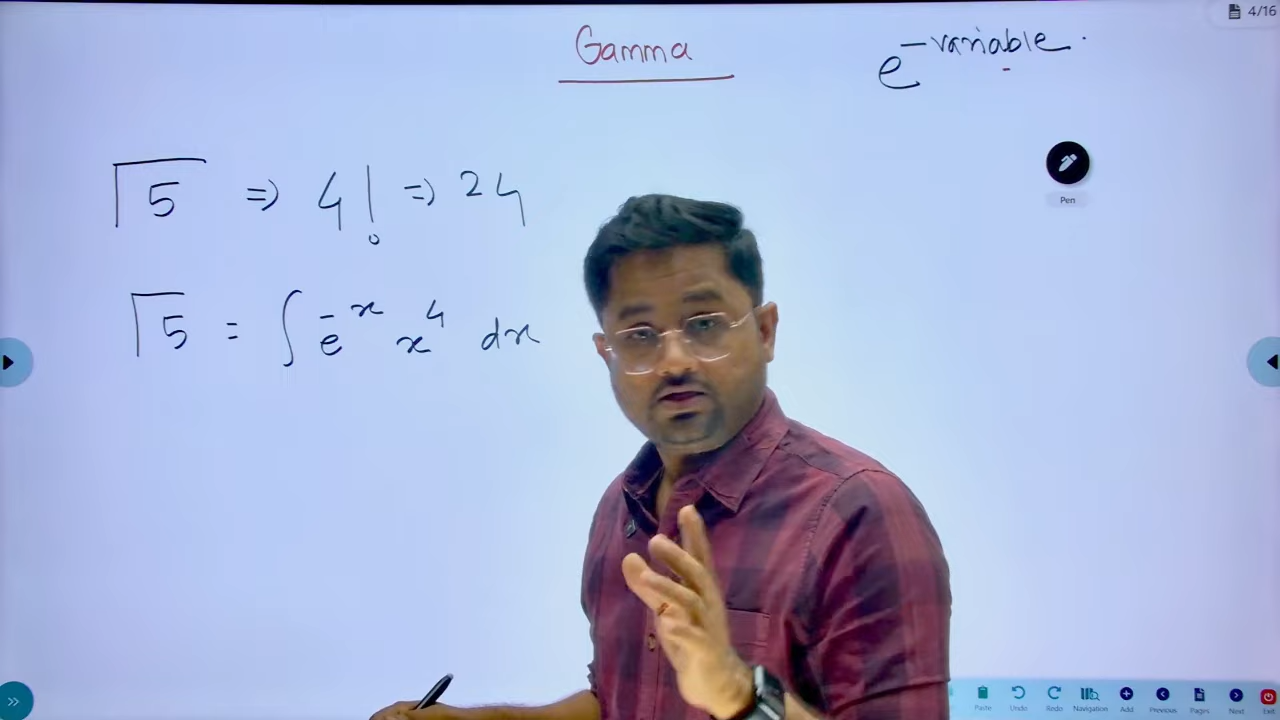 4/16
Gamma
e^-variable.
Γ5 ⇒ 4! ⇒ 24
Pen
Γ5 = ∫ e^-x x^4 dx
Paste Undo Redo Navigation Add Previous Pages Next Exit